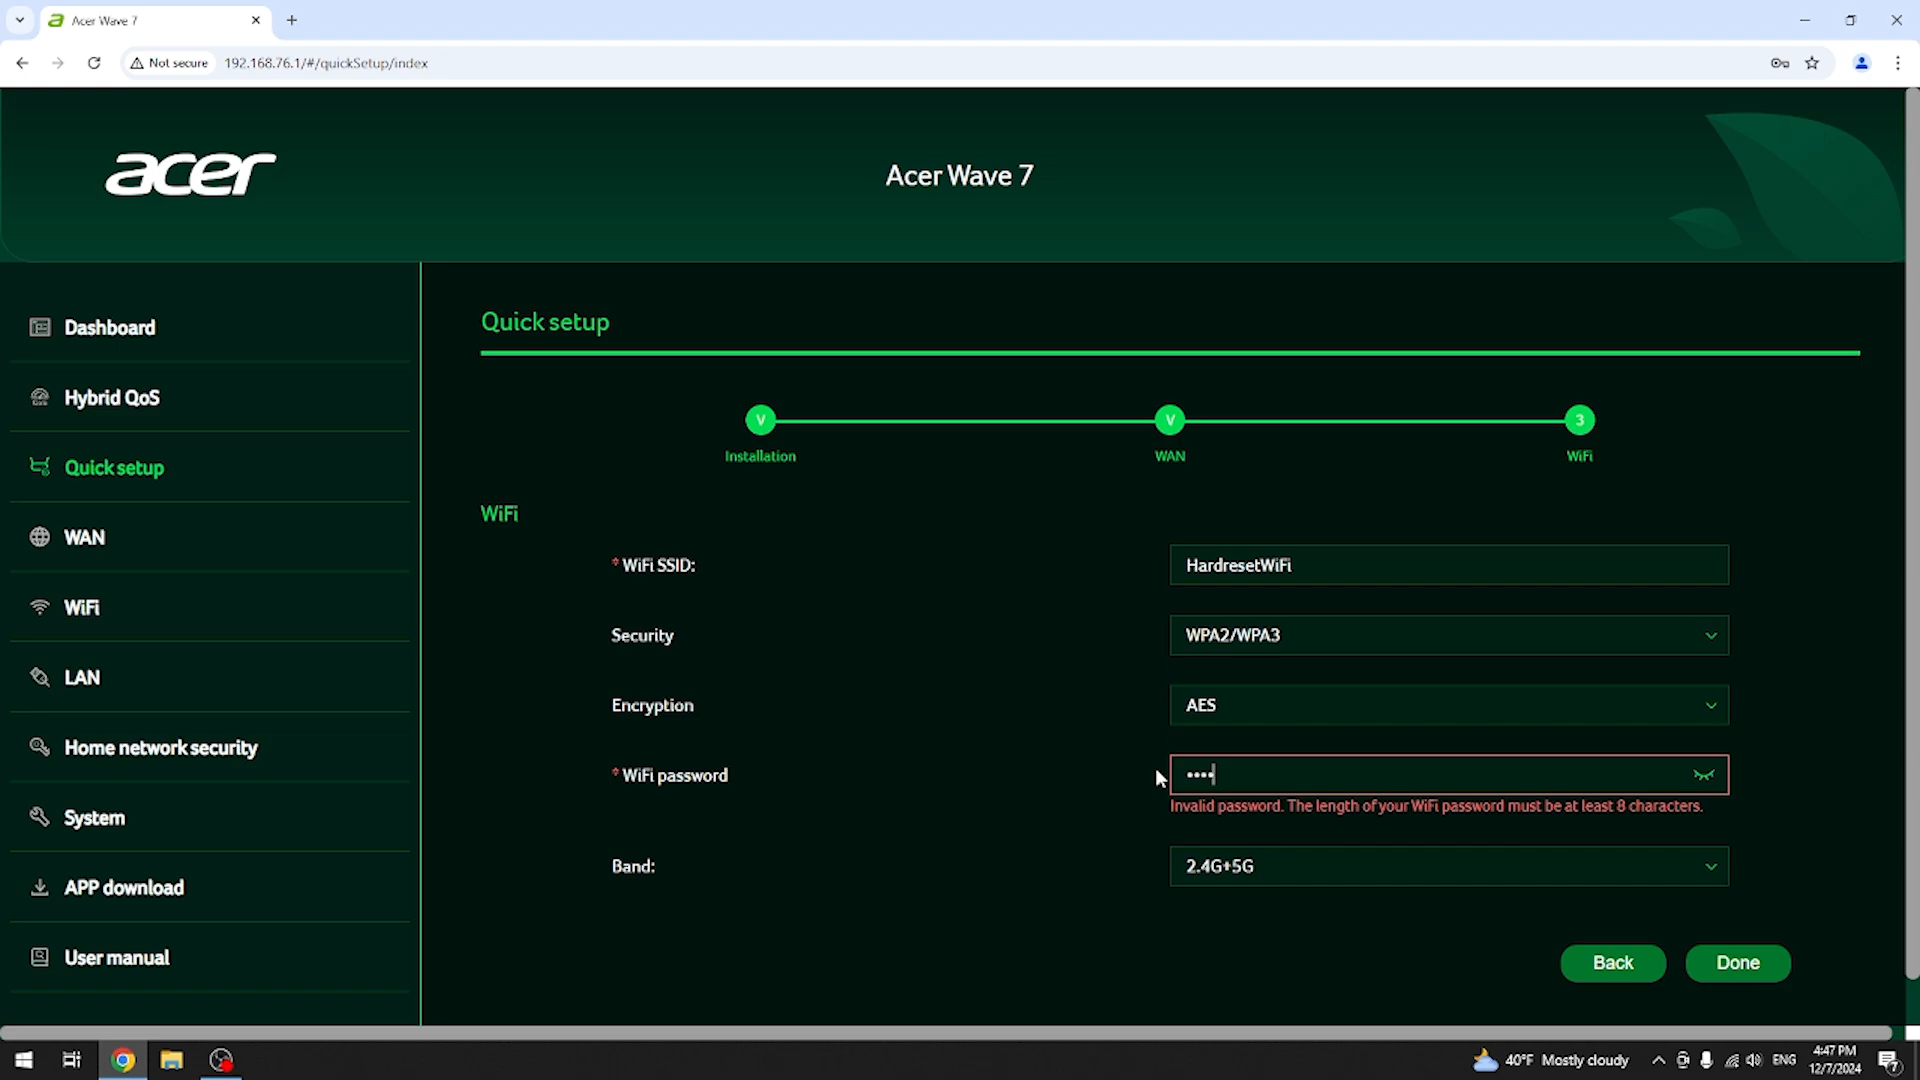 Acer Wave 7
Not secure
192.168.76.1/#/quickSetup/index
acer
Acer Wave 7
Dashboard
Hybrid QoS
Quick setup
WAN
WiFi
LAN
Home network security
System
APP download
User manual
Quick setup
V
V
3
Installation
WAN
WiFi
WiFi
* WiFi SSID:
HardresetWiFi
Security
WPA2/WPA3
Encryption
AES
* WiFi password
••••
Invalid password. The length of your WiFi password must be at least 8 characters.
Band:
2.4G+5G
Back
Done
40°F Mostly cloudy
ENG
4:47 PM
12/7/2024
7